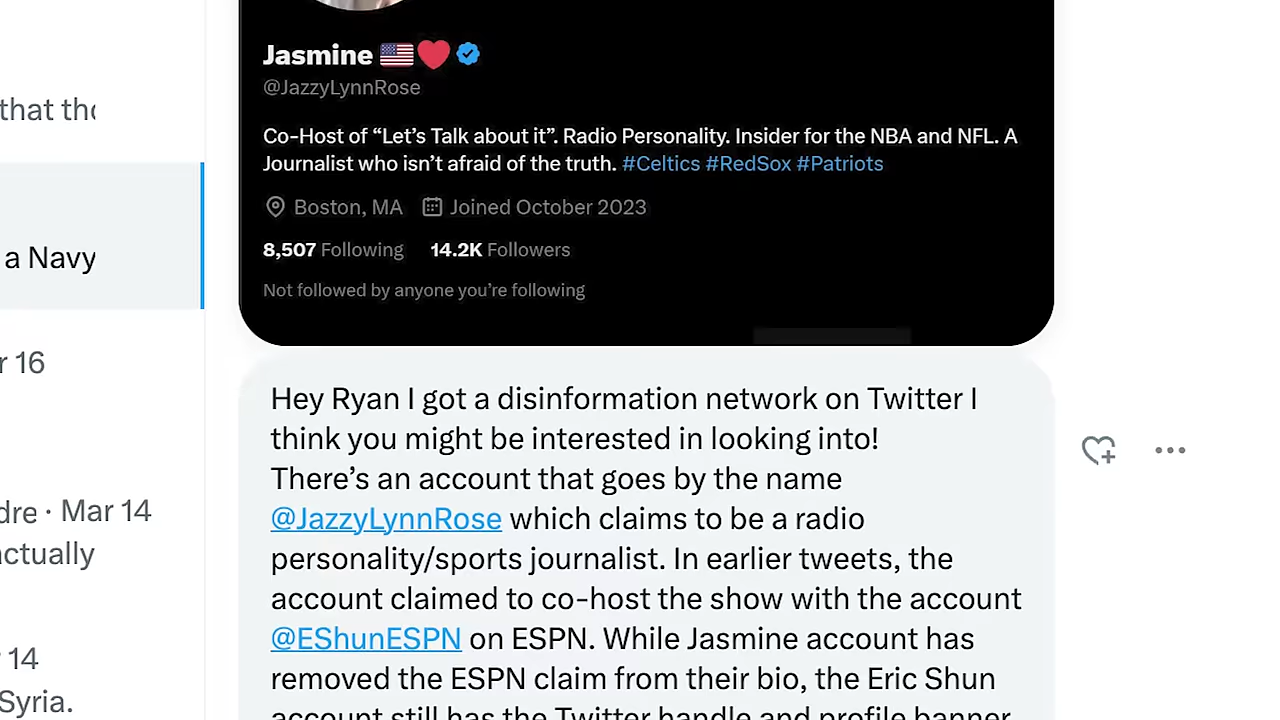 Jasmine 🇺🇸❤️
@JazzyLynnRose
Co-Host of “Let’s Talk about it”. Radio Personality. Insider for the NBA and NFL. A
Journalist who isn’t afraid of the truth. #Celtics #RedSox #Patriots
Boston, MA Joined October 2023
8,507 Following 14.2K Followers
Not followed by anyone you’re following
that
a Navy
16
Mar 14
14
Syria.
Hey Ryan I got a disinformation network on Twitter I
think you might be interested in looking into!
There’s an account that goes by the name
@JazzyLynnRose which claims to be a radio
personality/sports journalist. In earlier tweets, the
account claimed to co-host the show with the account
@EShunESPN on ESPN. While Jasmine account has
removed the ESPN claim from their bio, the Eric Shun
account still has the Twitter handle and profile banner